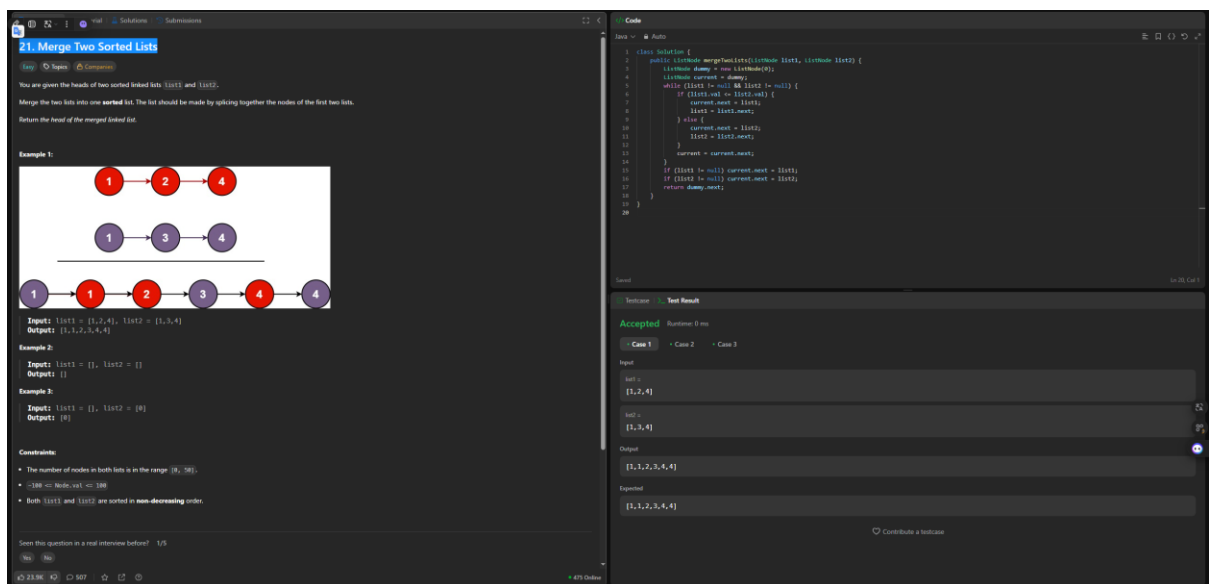 vial
Solutions
Submissions
21. Merge Two Sorted Lists
Easy
Topics
Companies
You are given the heads of two sorted linked lists list1 and list2.
Merge the two lists into one sorted list. The list should be made by splicing together the nodes of the first two lists.
Return the head of the merged linked list.
Example 1:
1 2 4
1 3 4
1 1 2 3 4 4
Input: list1 = [1,2,4], list2 = [1,3,4]
Output: [1,1,2,3,4,4]
Example 2:
Input: list1 = [], list2 = []
Output: []
Example 3:
Input: list1 = [], list2 = [0]
Output: [0]
Constraints:
The number of nodes in both lists is in the range [0, 50].
-100 <= Node.val <= 100
Both list1 and list2 are sorted in non-decreasing order.
Seen this question in a real interview before? 1/5
Yes No
23.9K 507
475 Online
</> Code
Java Auto
1 class Solution {
2 public ListNode mergeTwoLists(ListNode list1, ListNode list2) {
3 ListNode dummy = new ListNode(0);
4 ListNode current = dummy;
5 while (list1 != null && list2 != null) {
6 if (list1.val <= list2.val) {
7 current.next = list1;
8 list1 = list1.next;
9 } else {
10 current.next = list2;
11 list2 = list2.next;
12 }
13 current = current.next;
14 }
15 if (list1 != null) current.next = list1;
16 if (list2 != null) current.next = list2;
17 return dummy.next;
18 }
19 }
20
Saved
Ln 20, Col 1
Testcase
Test Result
Accepted Runtime: 0 ms
Case 1 Case 2 Case 3
Input
list1 =
[1,2,4]
list2 =
[1,3,4]
Output
[1,1,2,3,4,4]
Expected
[1,1,2,3,4,4]
Contribute a testcase